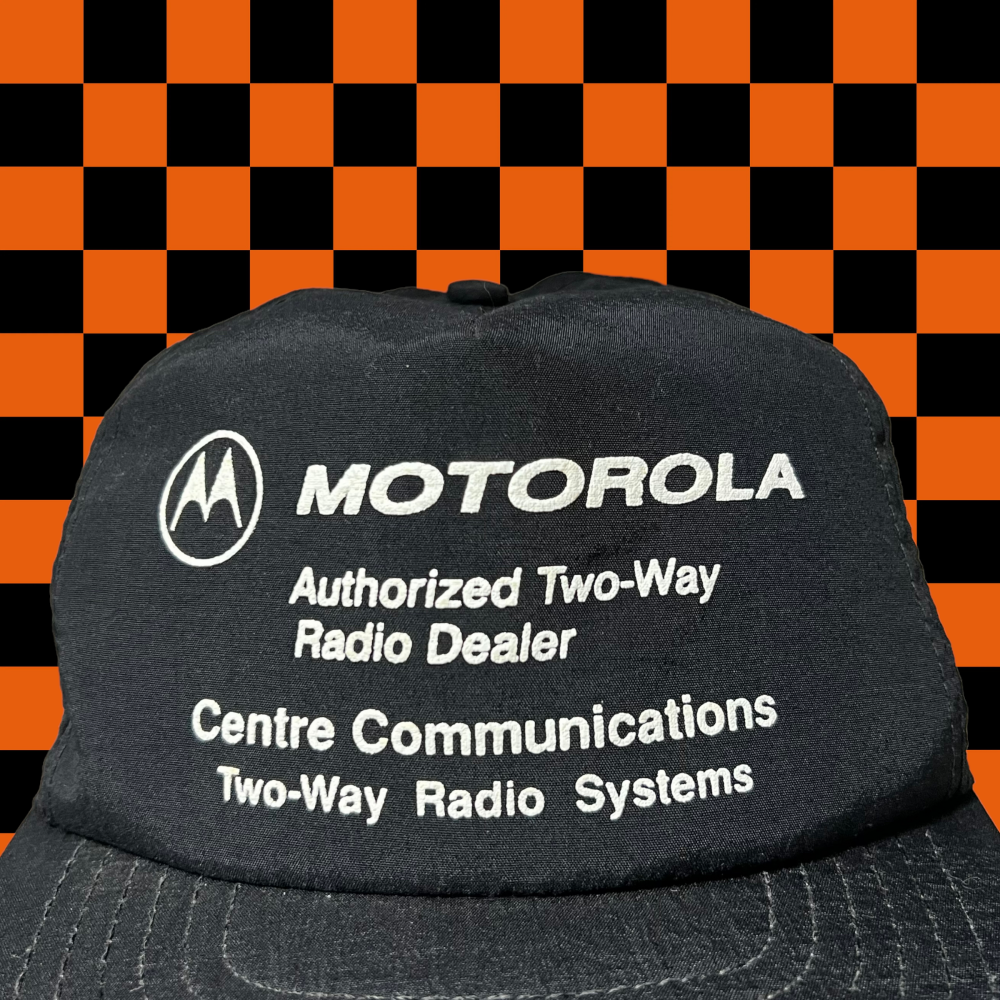 MOTOROLA
Authorized Two-Way
Radio Dealer
Centre Communications
Two-Way Radio Systems